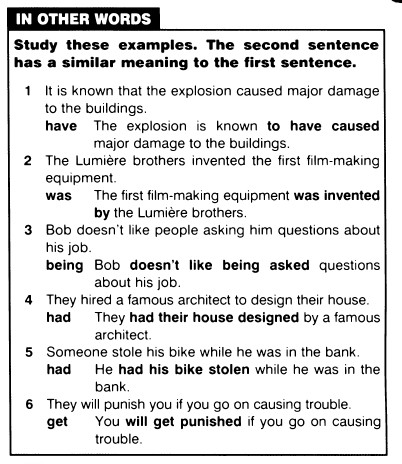 IN OTHER WORDS
Study these examples. The second sentence
has a similar meaning to the first sentence.
1 It is known that the explosion caused major damage
to the buildings.
have The explosion is known to have caused
major damage to the buildings.
2 The Lumière brothers invented the first film-making
equipment.
was The first film-making equipment was invented
by the Lumière brothers.
3 Bob doesn't like people asking him questions about
his job.
being Bob doesn't like being asked questions
about his job.
4 They hired a famous architect to design their house.
had They had their house designed by a famous
architect.
5 Someone stole his bike while he was in the bank.
had He had his bike stolen while he was in the
bank.
6 They will punish you if you go on causing trouble.
get You will get punished if you go on causing
trouble.